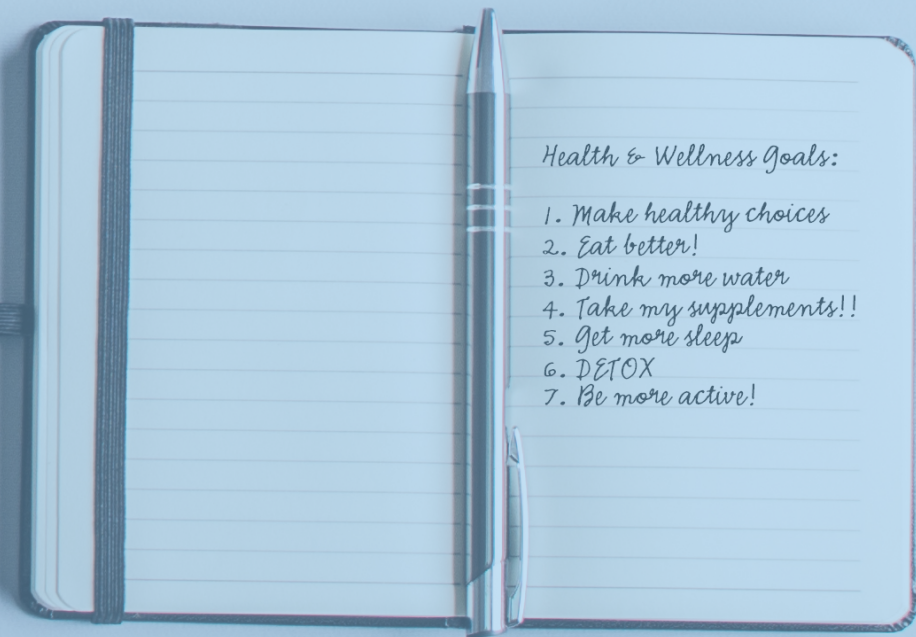 Health & Wellness Goals:
1. Make healthy choices
2. Eat better!
3. Drink more water
4. Take my supplements!!
5. Get more sleep
6. DETOX
7. Be more active!